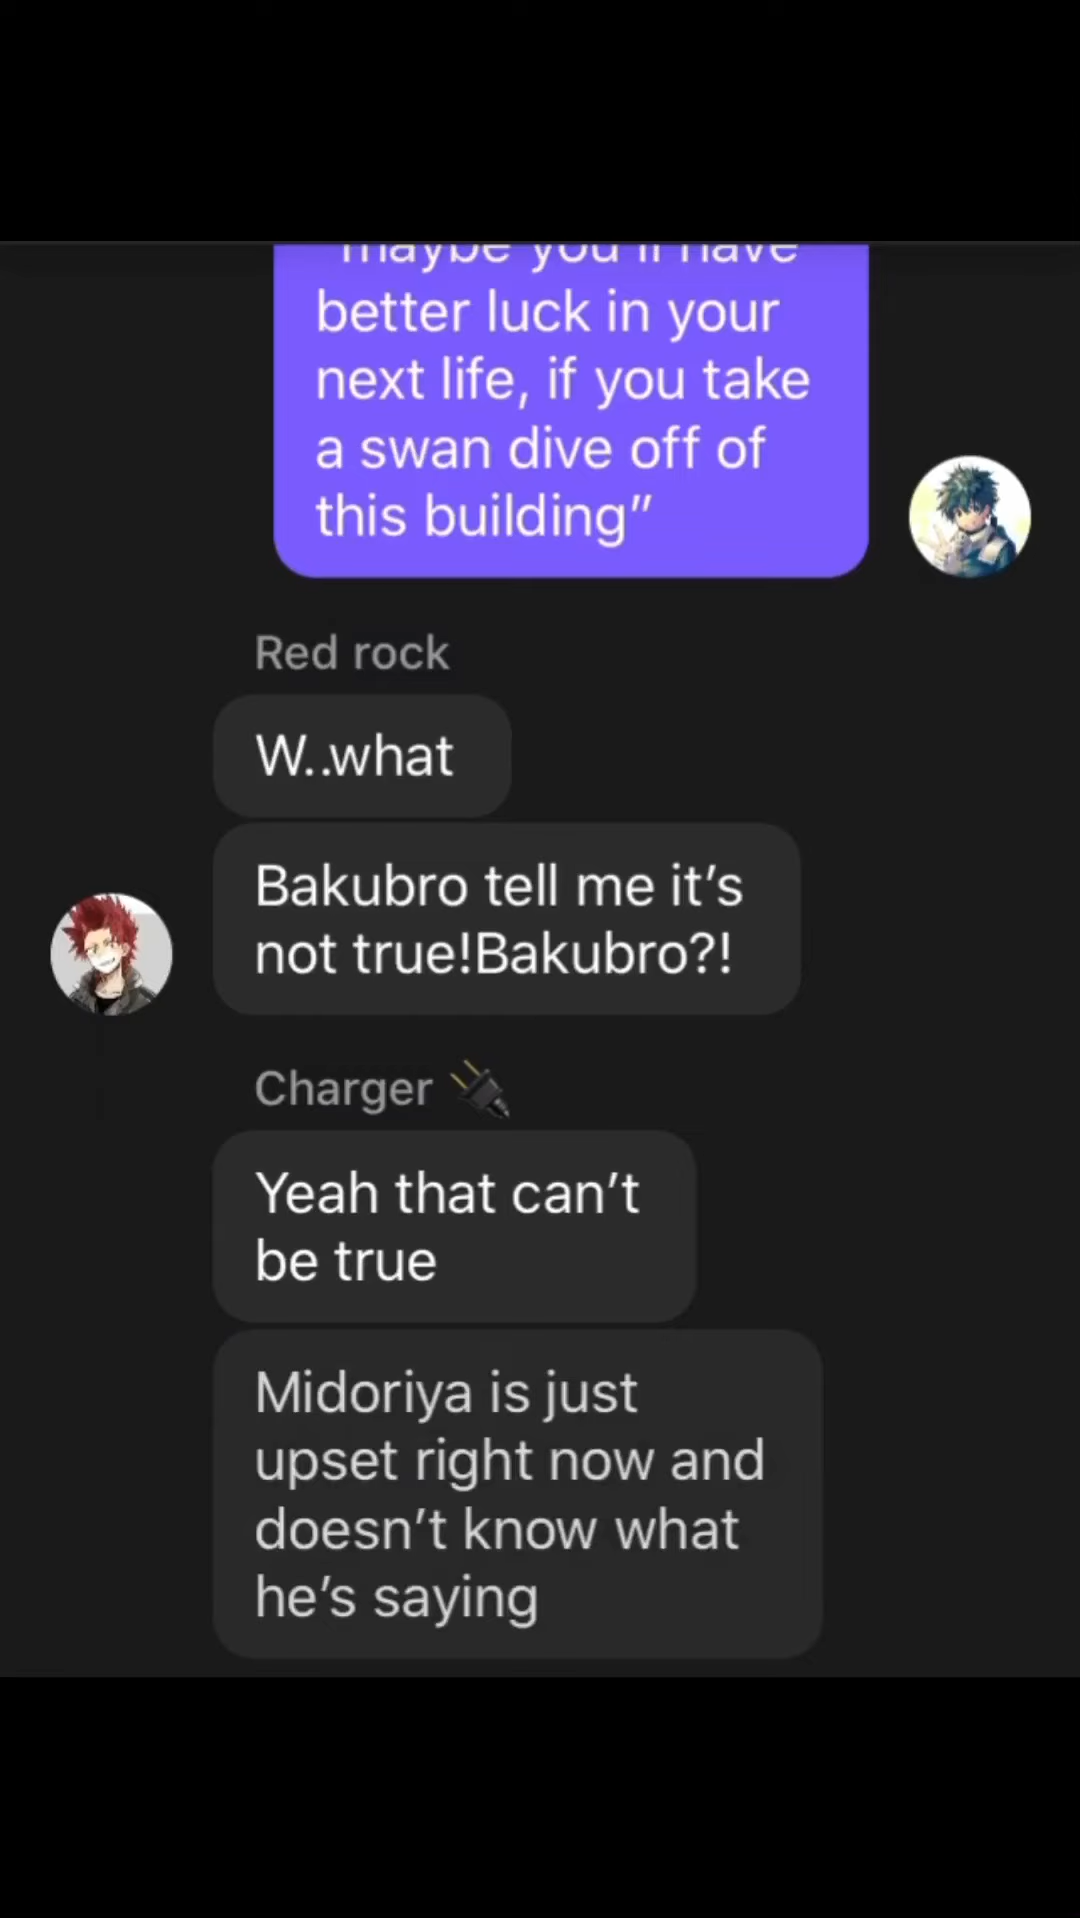 "maybe you'll have
better luck in your
next life, if you take
a swan dive off of
this building”
Red rock
W..what
Bakubro tell me it’s
not true!Bakubro?!
Charger 🔌
Yeah that can’t
be true
Midoriya is just
upset right now and
doesn’t know what
he’s saying